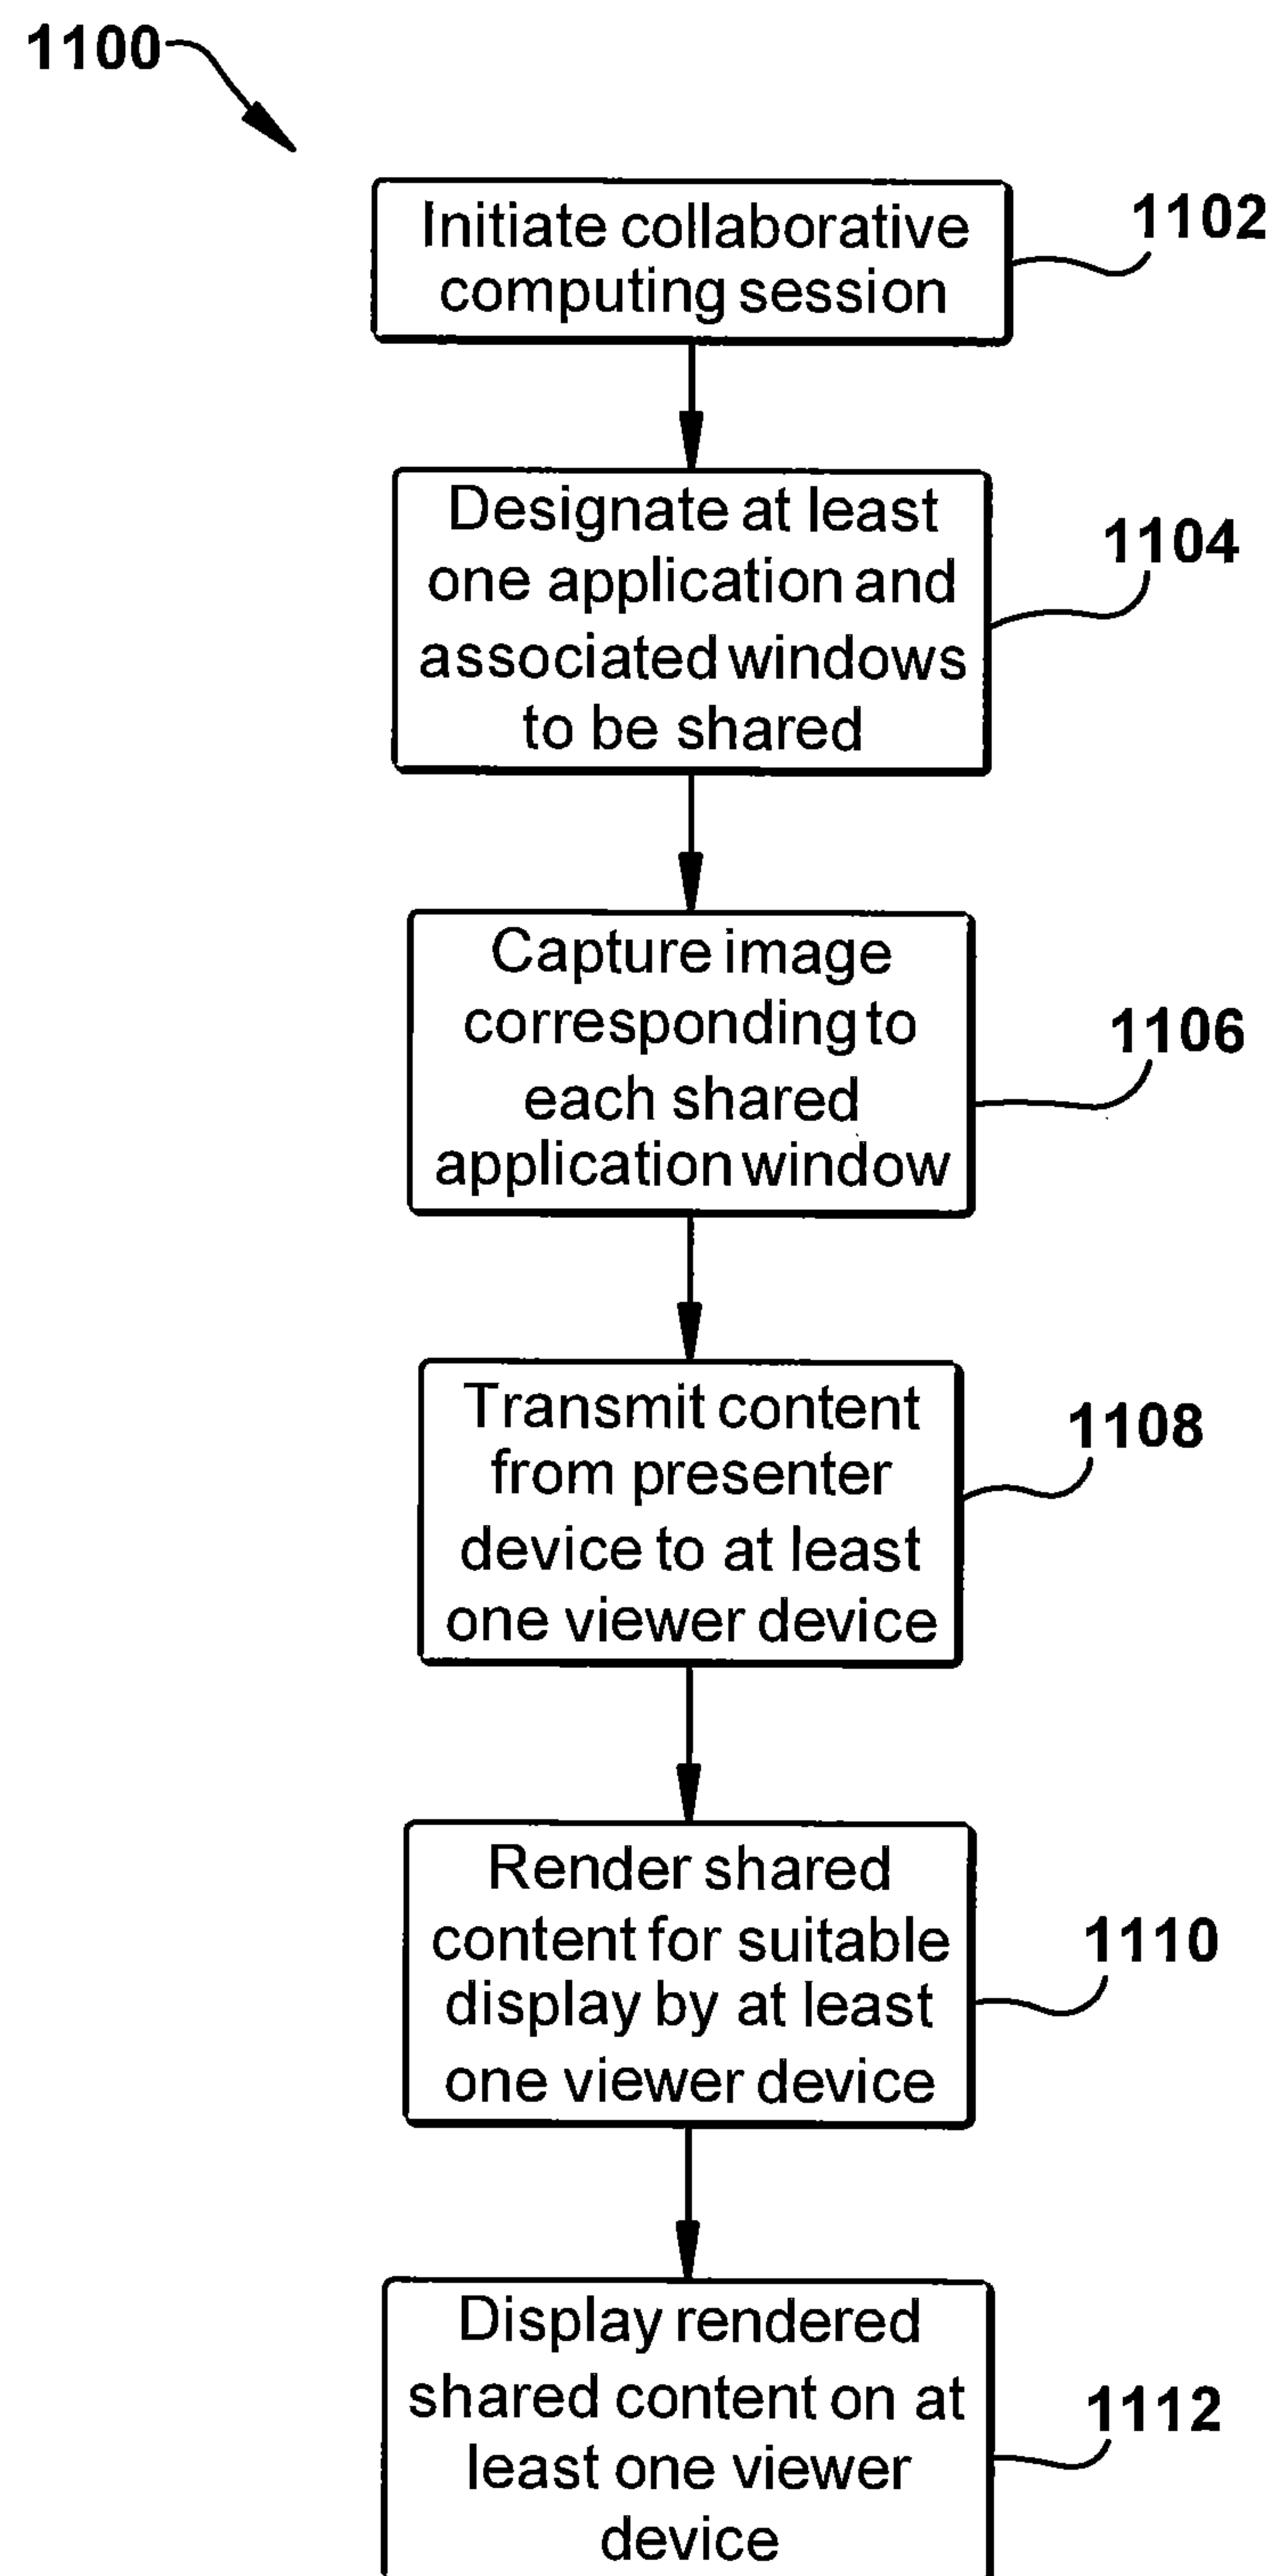 1100
Initiate collaborative
computing session
1102
Designate at least
one application and
associated windows
to be shared
1104
Capture image
corresponding to
each shared
application window
1106
Transmit content
from presenter
device to at least
one viewer device
1108
Render shared
content for suitable
display by at least
one viewer device
1110
Display rendered
shared content on at
least one viewer
device
1112